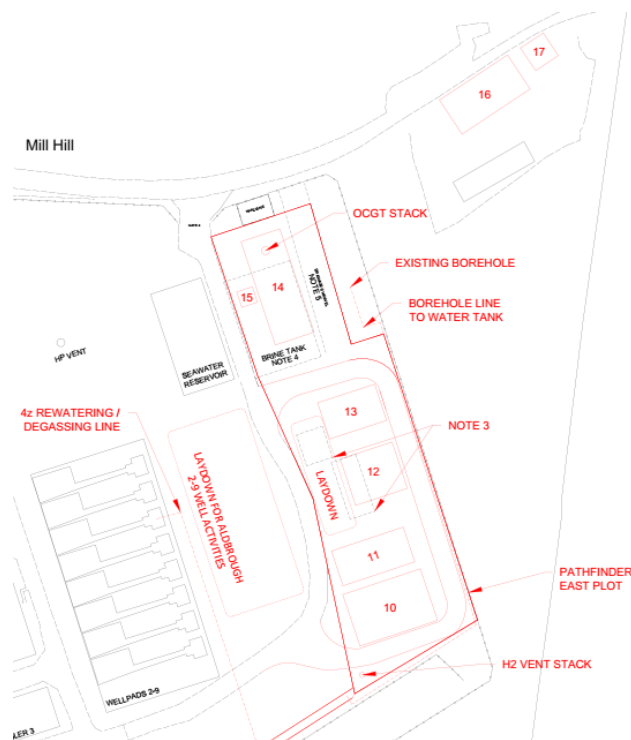 17
16
Mill Hill
OCGT STACK
EXISTING BOREHOLE
NOTE 5
14
15
BOREHOLE LINE
TO WATER TANK
HP VENT
BRINE TANK
NOTE 4
SEAWATER
RESERVOIR
4z REWATERING /
DEGASSING LINE
13
NOTE 3
LAYDOWN FOR ALDBROUGH
2-9 WELL ACTIVITIES
12
LAYDOWN
11
PATHFINDER
EAST PLOT
10
H2 VENT STACK
WELLPADS 2-9
LER 3